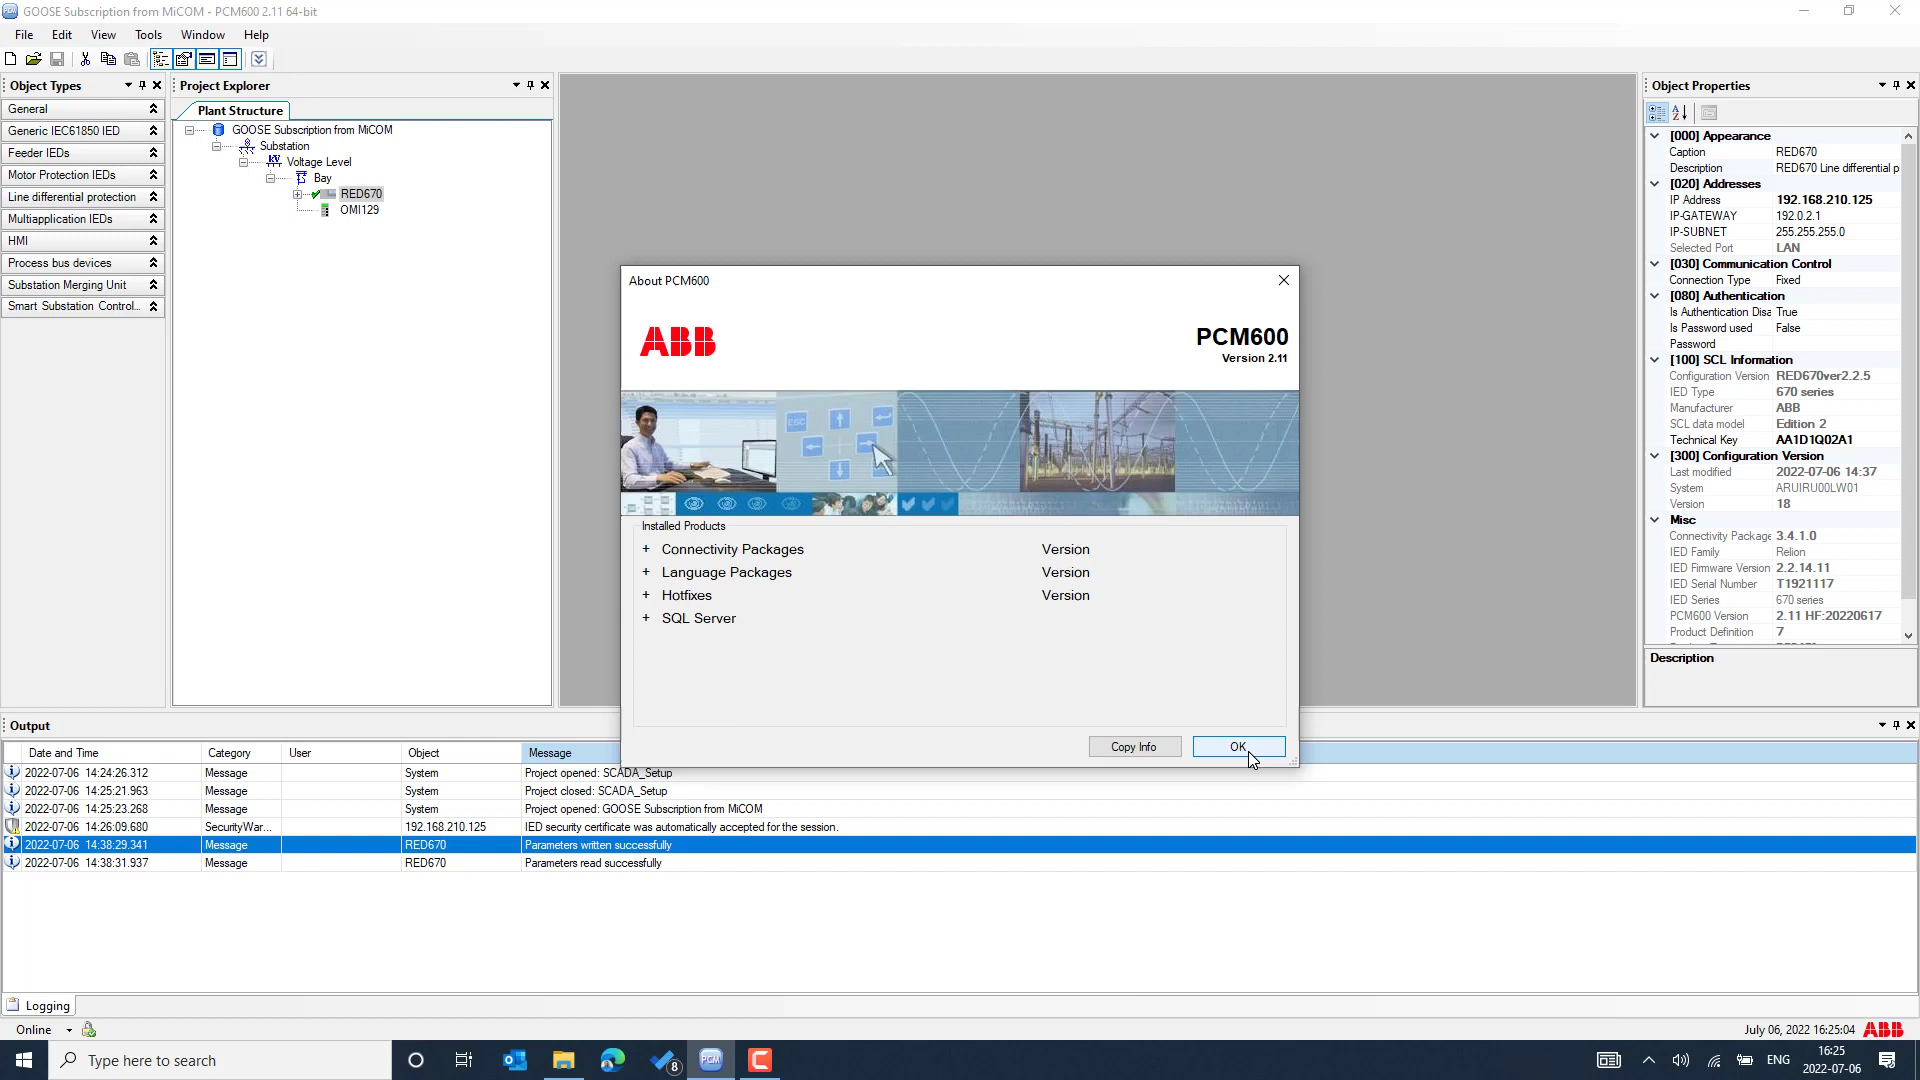 GOOSE Subscription from MiCOM - PCM600 2.11 64-bit
File Edit View Tools Window Help
Object Types
General
Generic IEC61850 IED
Feeder IEDs
Motor Protection IEDs
Line differential protection
Multiapplication IEDs
HMI
Process bus devices
Substation Merging Unit
Smart Substation Control...
Project Explorer
Plant Structure
GOOSE Subscription from MiCOM
Substation
Voltage Level
Bay
RED670
OMI129
About PCM600
ABB
PCM600
Version 2.11
ESC
Installed Products
+ Connectivity Packages Version
+ Language Packages Version
+ Hotfixes Version
+ SQL Server
Copy Info OK
Object Properties
[000] Appearance
Caption RED670
Description RED670 Line differential p
[020] Addresses
IP Address 192.168.210.125
IP-GATEWAY 192.0.2.1
IP-SUBNET 255.255.255.0
Selected Port LAN
[030] Communication Control
Connection Type Fixed
[080] Authentication
Is Authentication Disa True
Is Password used False
Password
[100] SCL Information
Configuration Version RED670ver2.2.5
IED Type 670 series
Manufacturer ABB
SCL data model Edition 2
Technical Key AA1D1Q02A1
[300] Configuration Version
Last modified 2022-07-06 14:37
System ARUIRU00LW01
Version 18
Misc
Connectivity Package 3.4.1.0
IED Family Relion
IED Firmware Version 2.2.14.11
IED Serial Number T1921117
IED Series 670 series
PCM600 Version 2.11 HF:20220617
Product Definition 7
Description
Output
Date and Time Category User Object Message
2022-07-06 14:24:26.312 Message System Project opened: SCADA_Setup
2022-07-06 14:25:21.963 Message System Project closed: SCADA_Setup
2022-07-06 14:25:23.268 Message System Project opened: GOOSE Subscription from MiCOM
2022-07-06 14:26:09.680 SecurityWar... 192.168.210.125 IED security certificate was automatically accepted for the session.
2022-07-06 14:38:29.341 Message RED670 Parameters written successfully
2022-07-06 14:38:31.937 Message RED670 Parameters read successfully
Logging
Online
July 06, 2022 16:25:04 ABB
Type here to search
8
PCM
ENG
16:25
2022-07-06